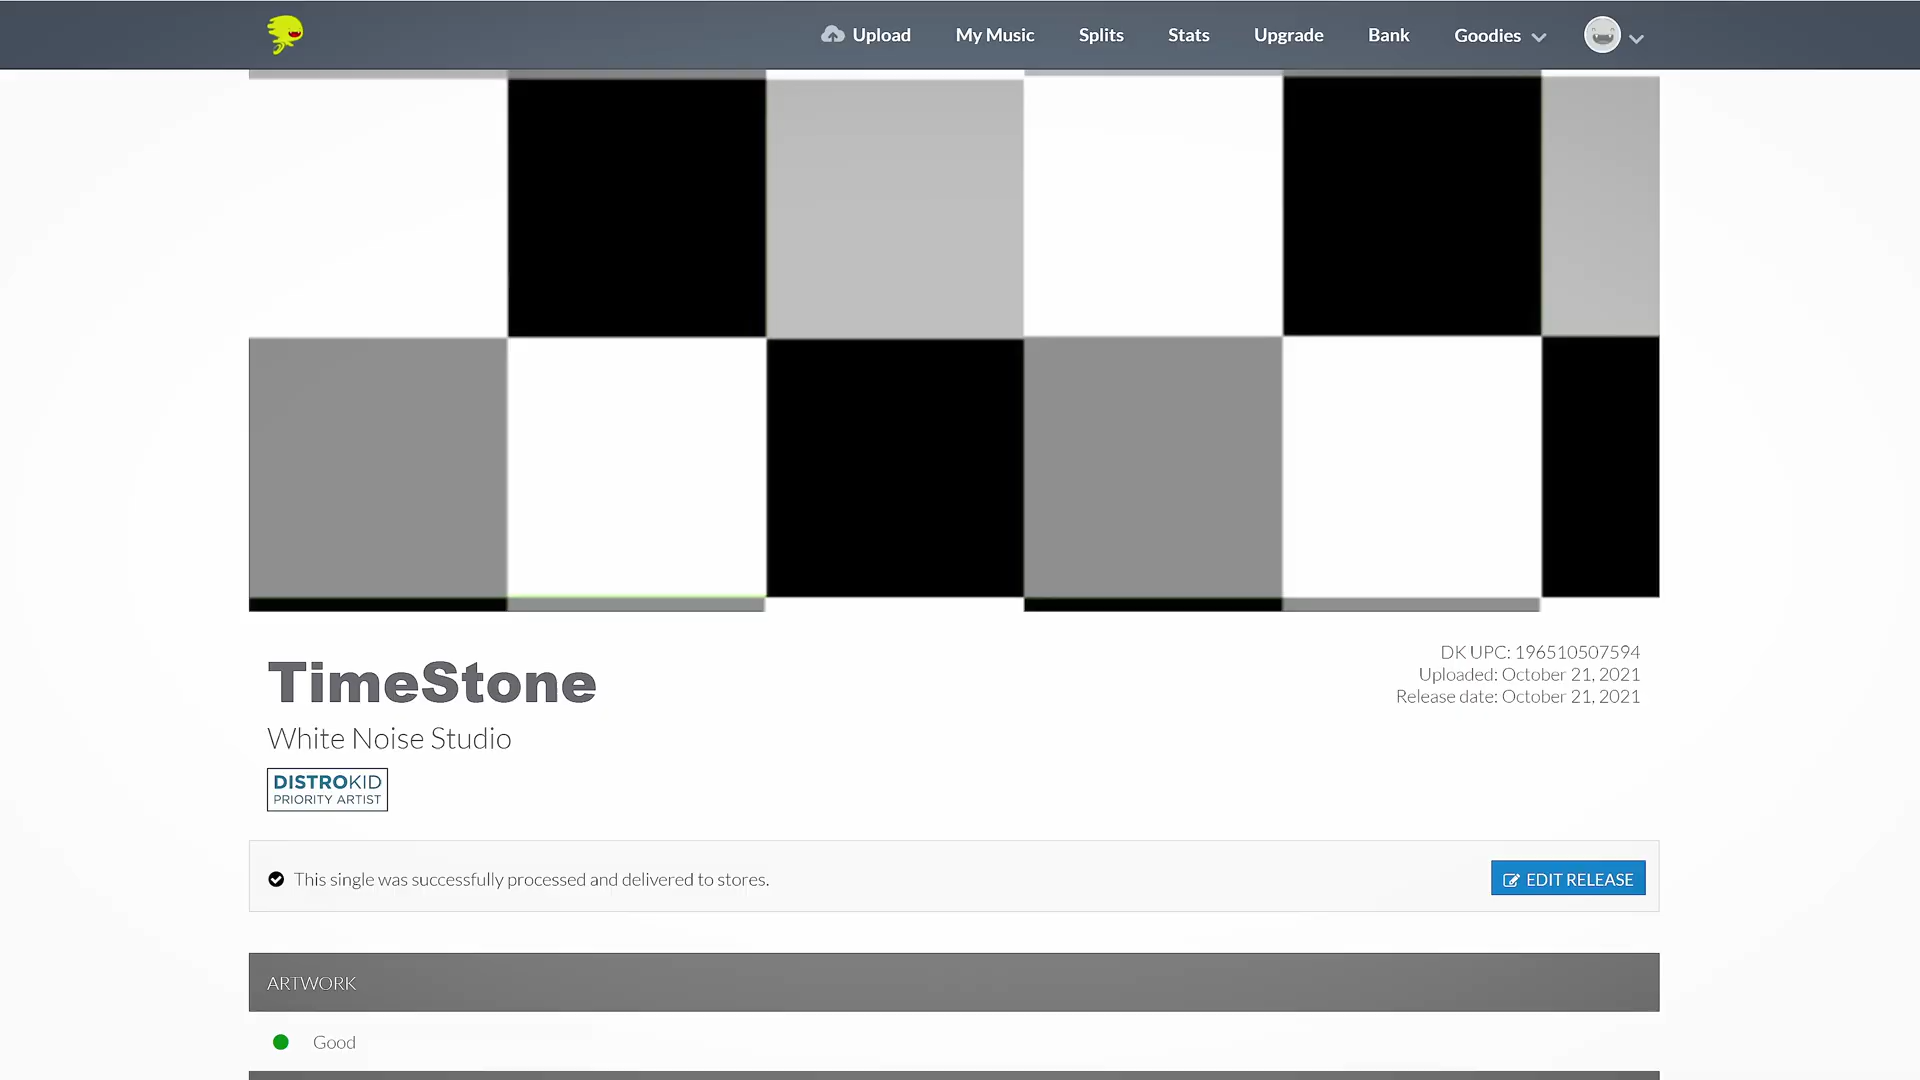 Upload My Music Splits Stats Upgrade Bank Goodies
DK UPC: 196510507594
Uploaded: October 21, 2021
Release date: October 21, 2021
TimeStone
White Noise Studio
DISTROKID
PRIORITY ARTIST
This single was successfully processed and delivered to stores.
EDIT RELEASE
ARTWORK
Good